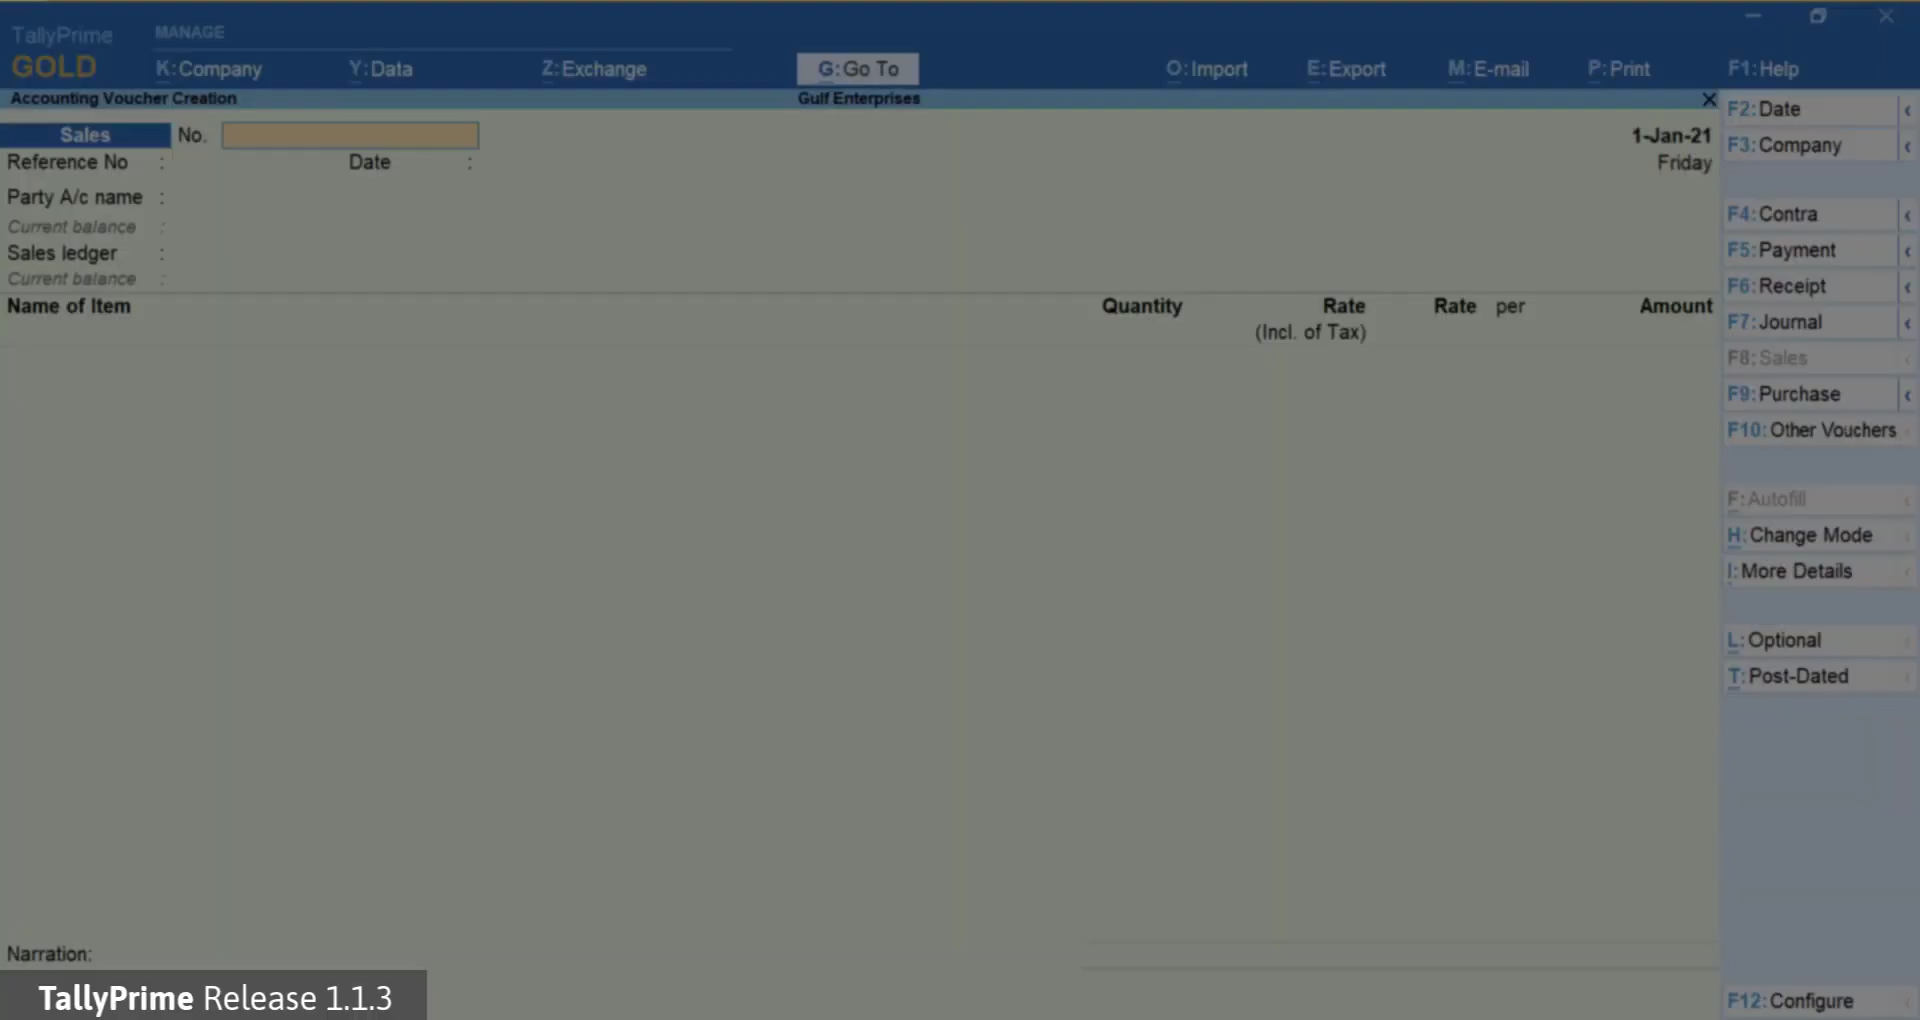 TallyPrime
GOLD
MANAGE
K:Company Y:Data Z:Exchange G:Go To O:Import E:Export M:E-mail P:Print F1:Help
Accounting Voucher Creation Gulf Enterprises
Sales No. 1-Jan-21
Reference No : Date : Friday
Party A/c name :
Current balance :
Sales ledger :
Current balance :
Name of Item Quantity Rate Rate per Amount
(Incl. of Tax)
Narration:
TallyPrime Release 1.1.3
F2:Date
F3:Company
F4:Contra
F5:Payment
F6:Receipt
F7:Journal
F8:Sales
F9:Purchase
F10:Other Vouchers
F:Autofill
H:Change Mode
I:More Details
L:Optional
T:Post-Dated
F12:Configure